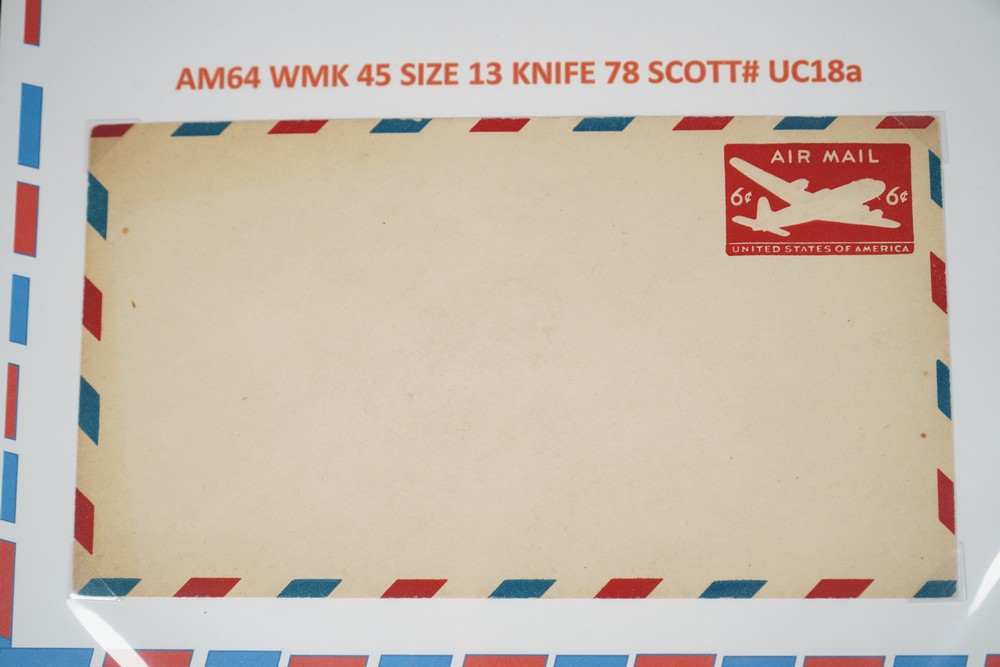 AM64 WMK 45 SIZE 13 KNIFE 78 SCOTT# UC18a
AIR MAIL
6¢ 6¢
UNITED STATES OF AMERICA